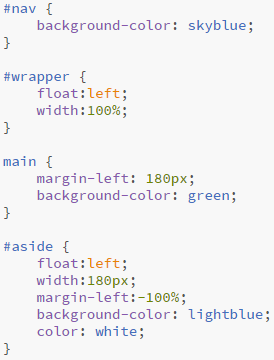 #nav {
    background-color: skyblue;
}

#wrapper {
    float:left;
    width:100%;
}

main {
    margin-left: 180px;
    background-color: green;
}

#aside {
    float:left;
    width:180px;
    margin-left:-100%;
    background-color: lightblue;
    color: white;
}